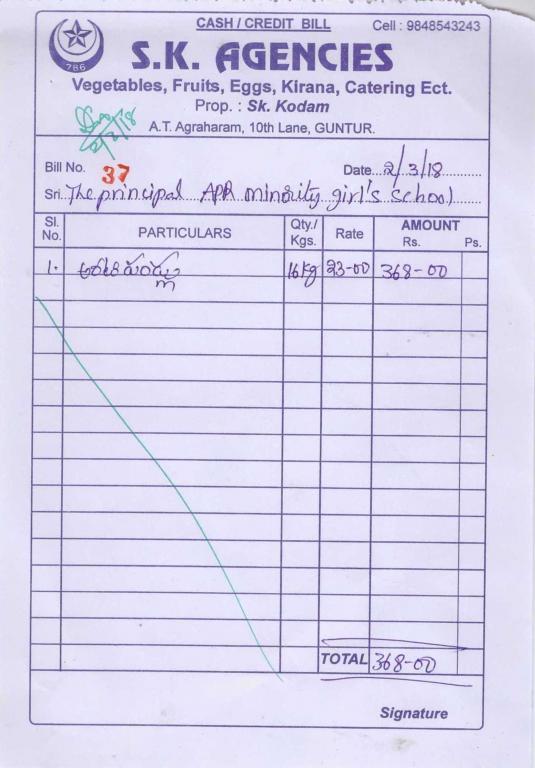 CASH / CREDIT BILL
Cell : 9848543243
786
S.K. AGENCIES
Vegetables, Fruits, Eggs, Kirana, Catering Ect.
Prop. : Sk. Kodam
A.T. Agraharam, 10th Lane, GUNTUR.
Bill No. 37 Date 2/3/18
Sri. The principal APR minority girl's school
Sl. No. PARTICULARS Qty./ Kgs. Rate AMOUNT Rs. Ps.
1. అరటిపండ్లు 16kg 23-00 368-00
TOTAL 368-00
Signature